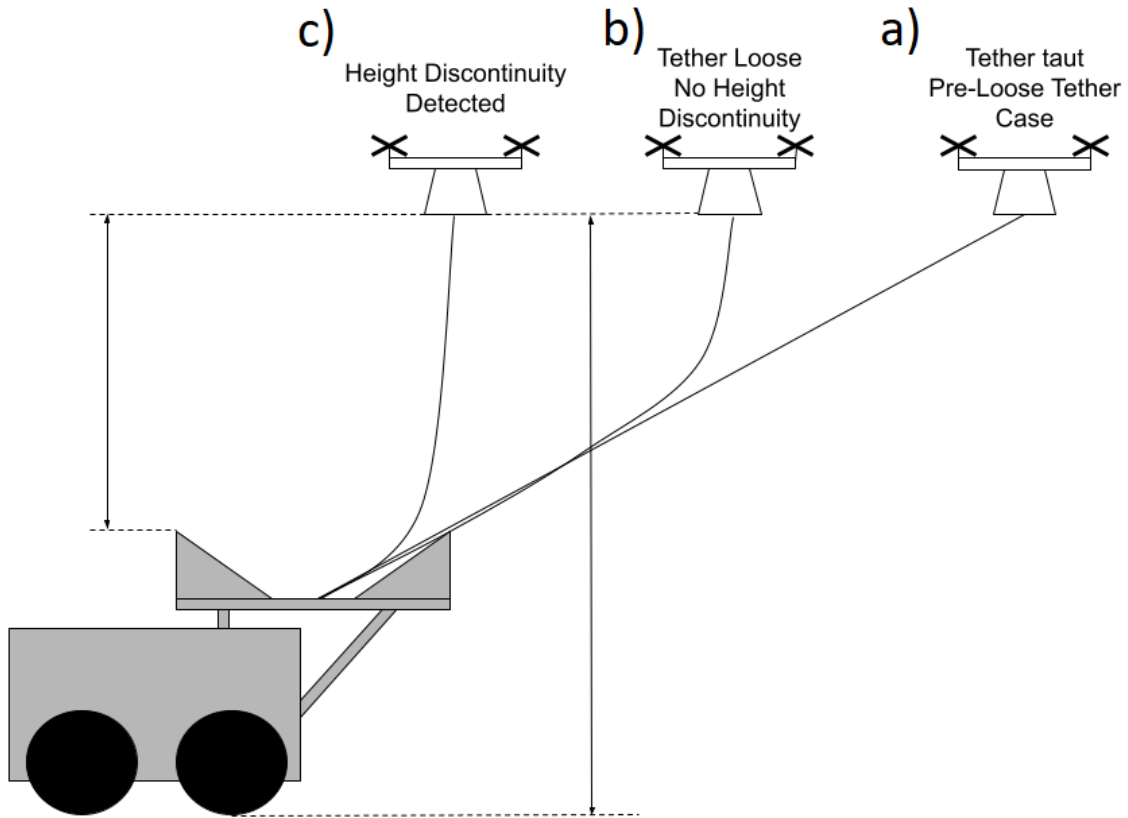 c)
Height Discontinuity
Detected
b)
Tether Loose
No Height
Discontinuity
a)
Tether taut
Pre-Loose Tether
Case